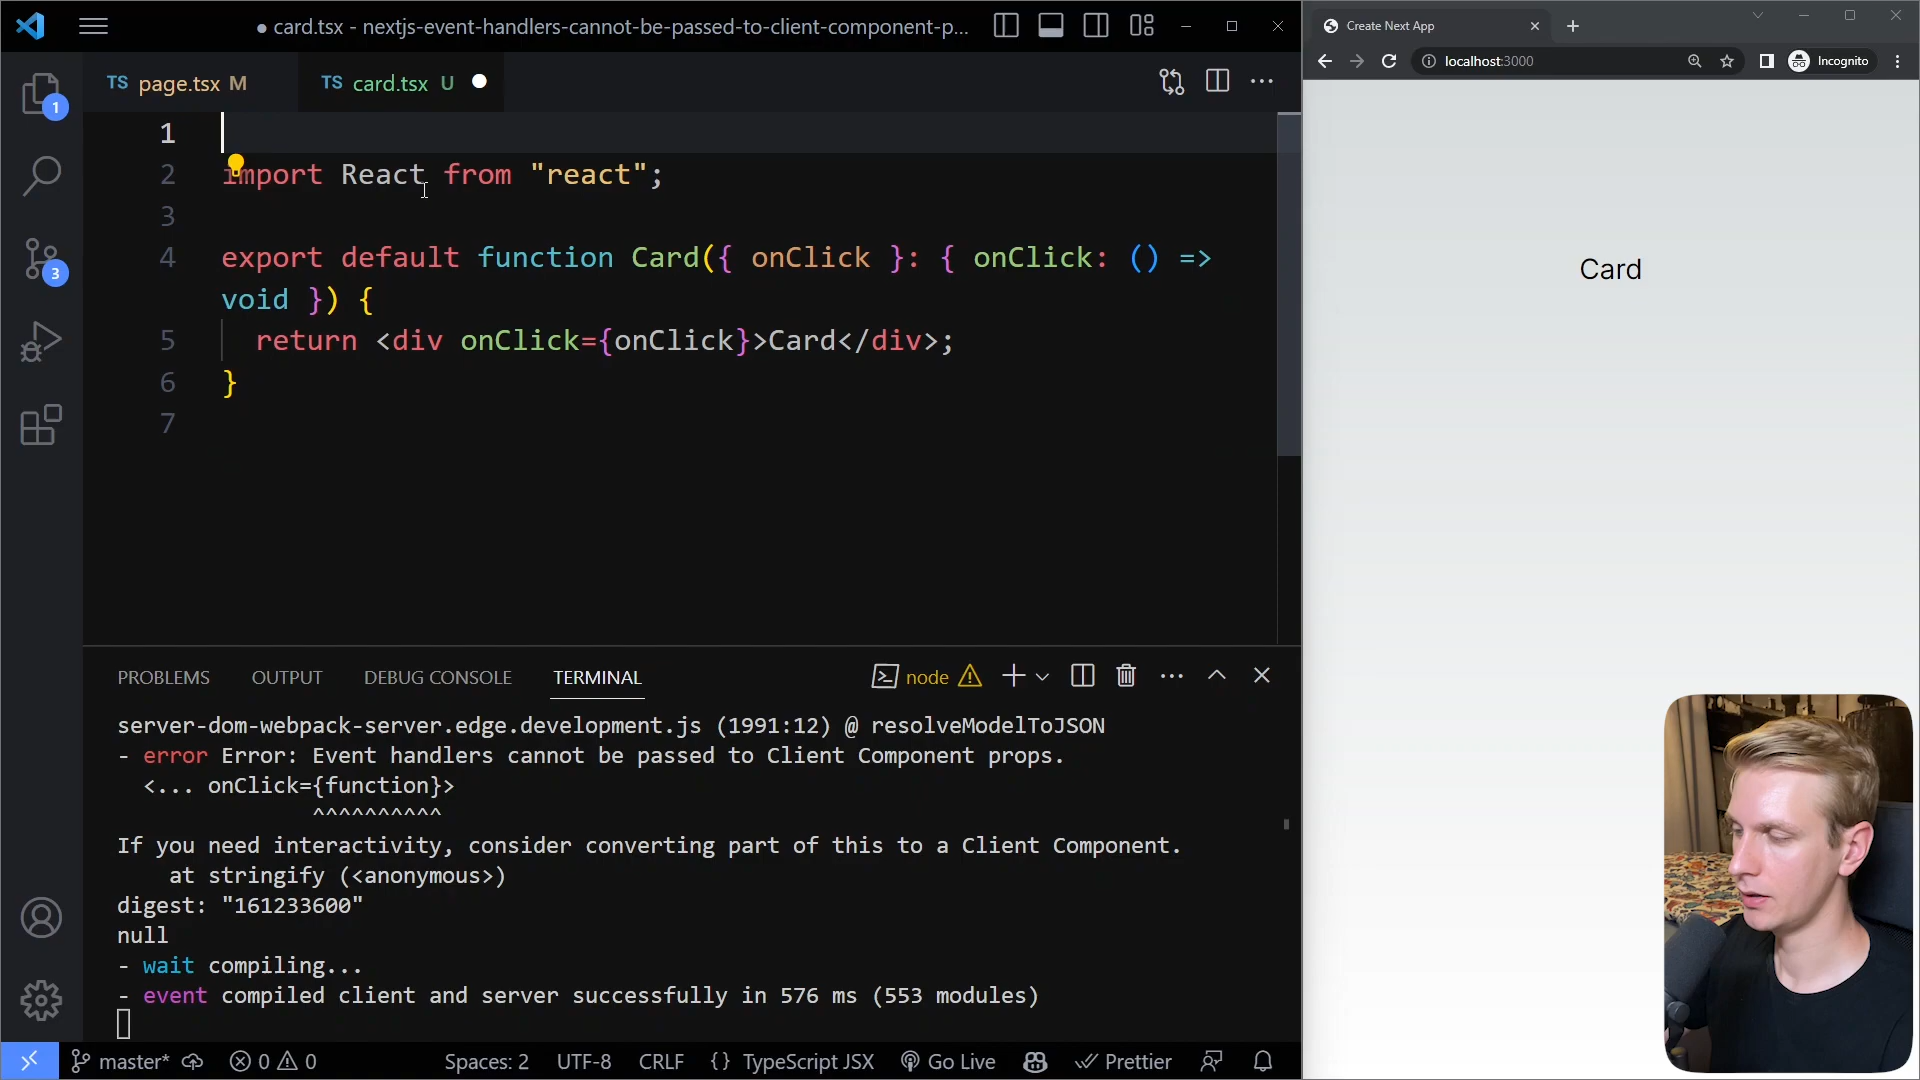 ● card.tsx - nextjs-event-handlers-cannot-be-passed-to-client-component-p...
Create Next App
localhost:3000
Incognito
TS page.tsx M
TS card.tsx U
1
3
1
2 import React from "react";
3
4 export default function Card({ onClick }: { onClick: () =>
void }) {
5 return <div onClick={onClick}>Card</div>;
6 }
7
Card
PROBLEMS OUTPUT DEBUG CONSOLE TERMINAL
node
server-dom-webpack-server.edge.development.js (1991:12) @ resolveModelToJSON
- error Error: Event handlers cannot be passed to Client Component props.
<... onClick={function}>
^^^^^^^^^^
If you need interactivity, consider converting part of this to a Client Component.
at stringify (<anonymous>)
digest: "161233600"
null
- wait compiling...
- event compiled client and server successfully in 576 ms (553 modules)
master* 0 0 Spaces: 2 UTF-8 CRLF {} TypeScript JSX Go Live Prettier